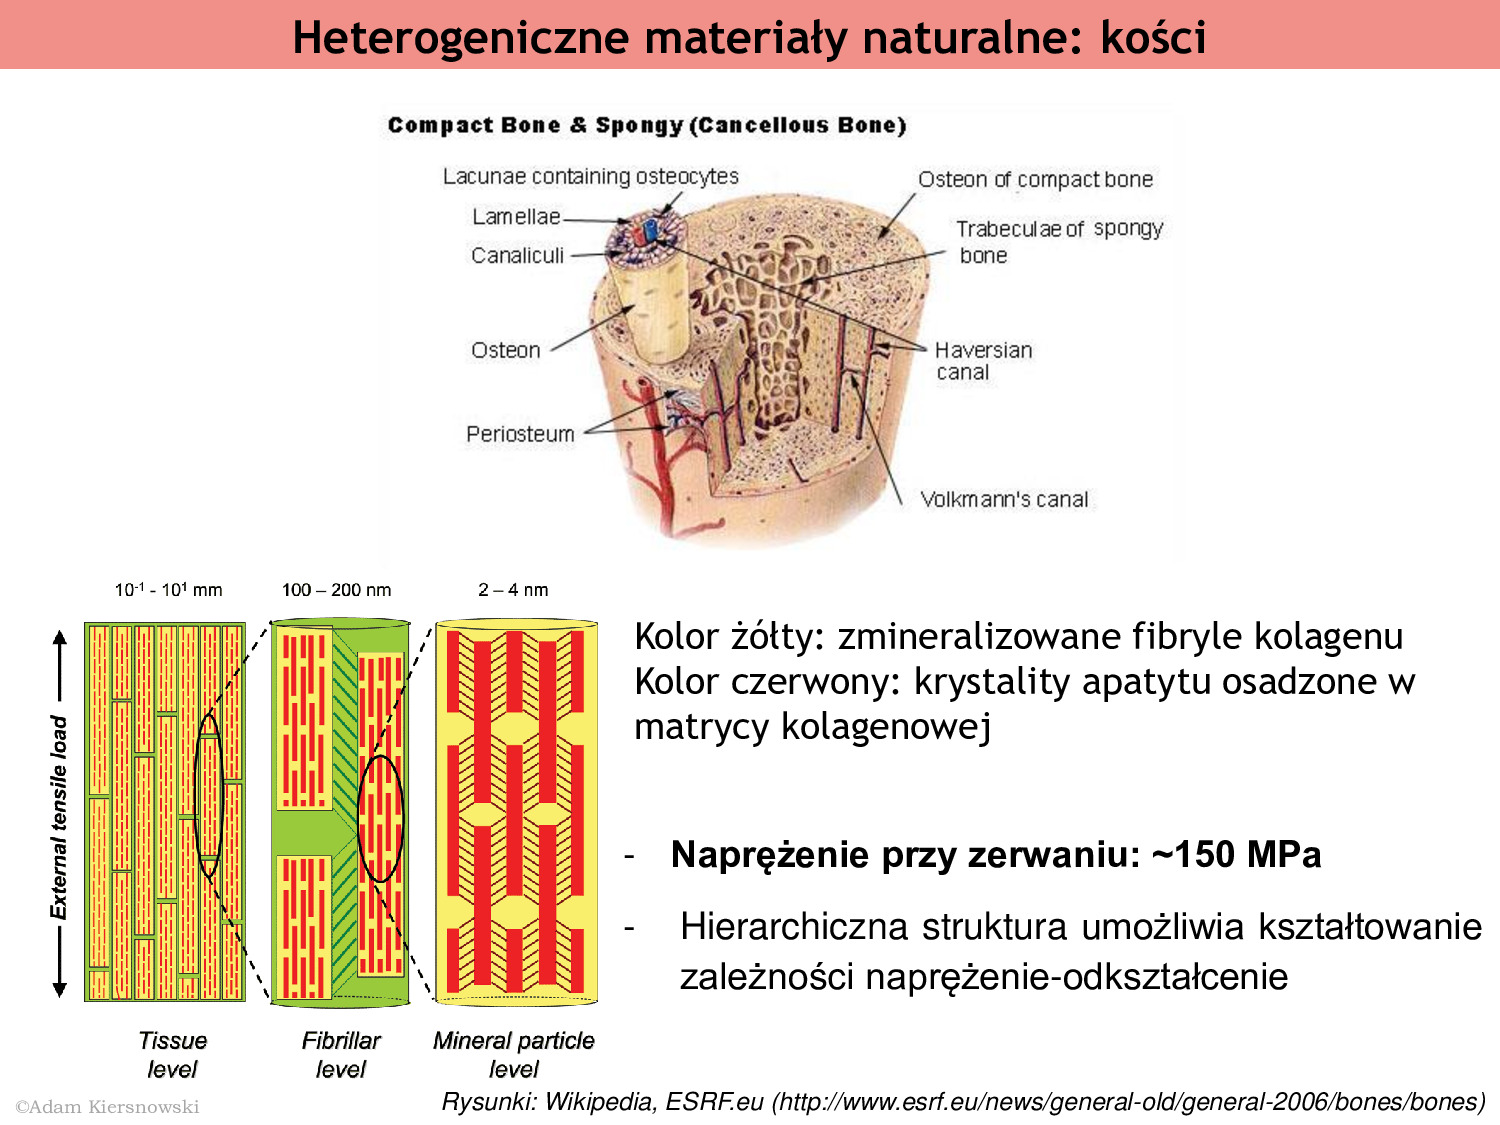 Heterogeniczne materiały naturalne: kości
Compact Bone & Spongy (Cancellous Bone)
Lacunae containing osteocytes
Lamellae
Canaliculi
Osteon
Periosteum
Osteon of compact bone
Trabeculae of spongy
bone
Haversian
canal
Volkmann's canal
10⁻¹ - 10¹ mm
100 – 200 nm
2 – 4 nm
External tensile load
Tissue
level
Fibrillar
level
Mineral particle
level
Kolor żółty: zmineralizowane fibryle kolagenu
Kolor czerwony: krystality apatytu osadzone w
matrycy kolagenowej
- Naprężenie przy zerwaniu: ~150 MPa
- Hierarchiczna struktura umożliwia kształtowanie
zależności naprężenie-odkształcenie
©Adam Kiersnowski
Rysunki: Wikipedia, ESRF.eu (http://www.esrf.eu/news/general-old/general-2006/bones/bones)